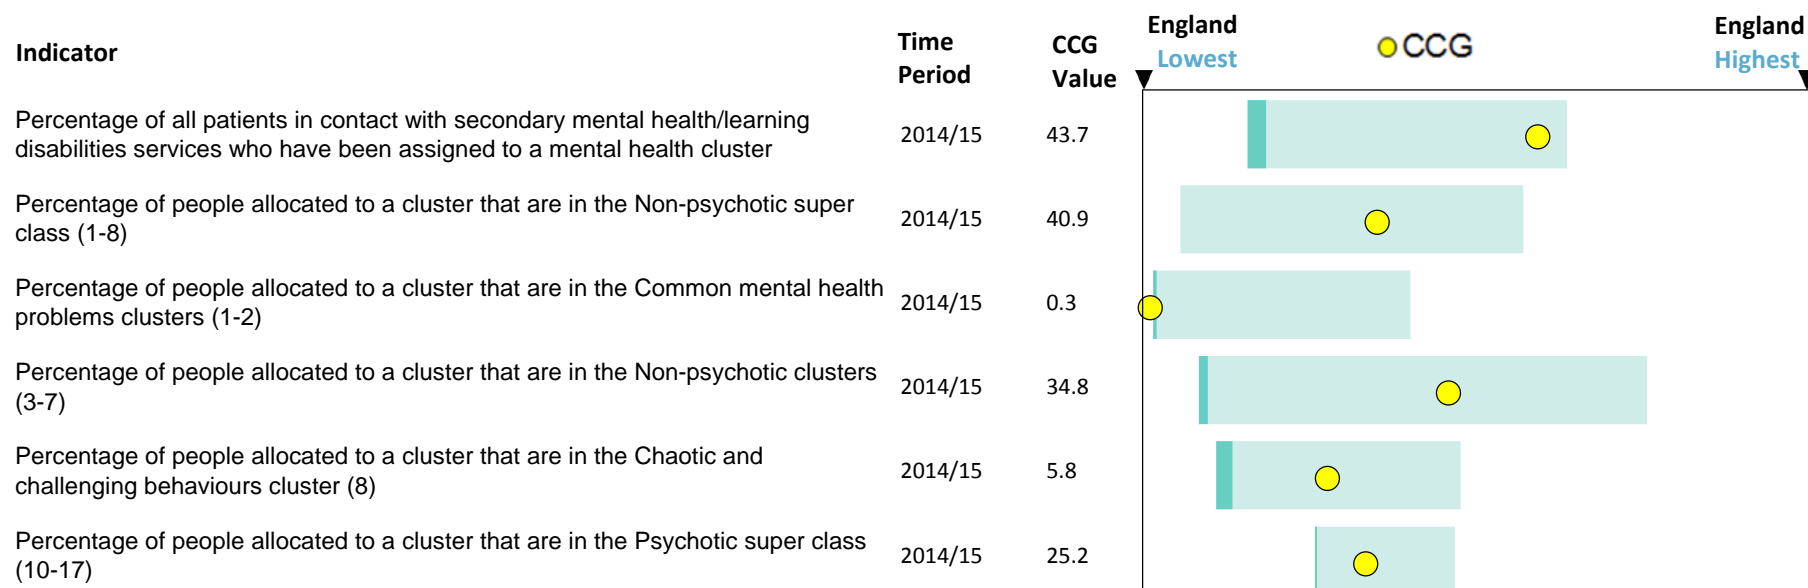 Indicator
Time Period
CCG Value
England Lowest
CCG
England Highest
Percentage of all patients in contact with secondary mental health/learning
disabilities services who have been assigned to a mental health cluster
2014/15
43.7
Percentage of people allocated to a cluster that are in the Non-psychotic super
class (1-8)
2014/15
40.9
Percentage of people allocated to a cluster that are in the Common mental health
problems clusters (1-2)
2014/15
0.3
Percentage of people allocated to a cluster that are in the Non-psychotic clusters
(3-7)
2014/15
34.8
Percentage of people allocated to a cluster that are in the Chaotic and
challenging behaviours cluster (8)
2014/15
5.8
Percentage of people allocated to a cluster that are in the Psychotic super class
(10-17)
2014/15
25.2